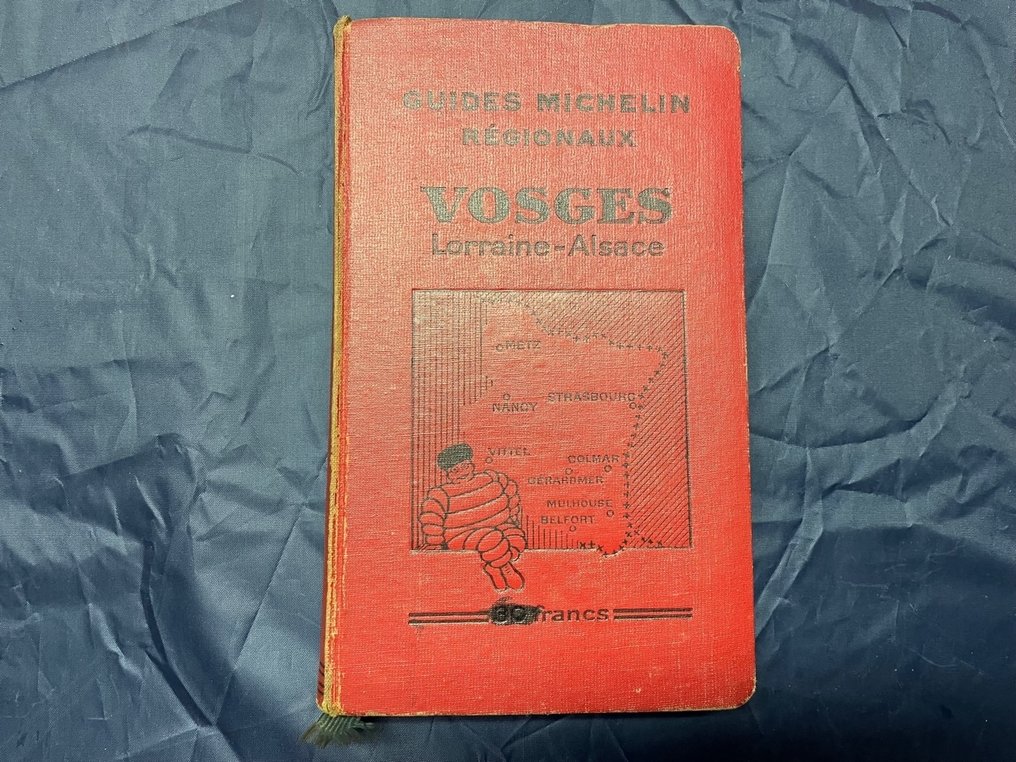 GUIDES MICHELIN
RÉGIONAUX
VOSGES
Lorraine-Alsace
METZ
NANCY
STRASBOURG
VITTEL
COLMAR
GÉRARDMER
MULHOUSE
BELFORT
francs